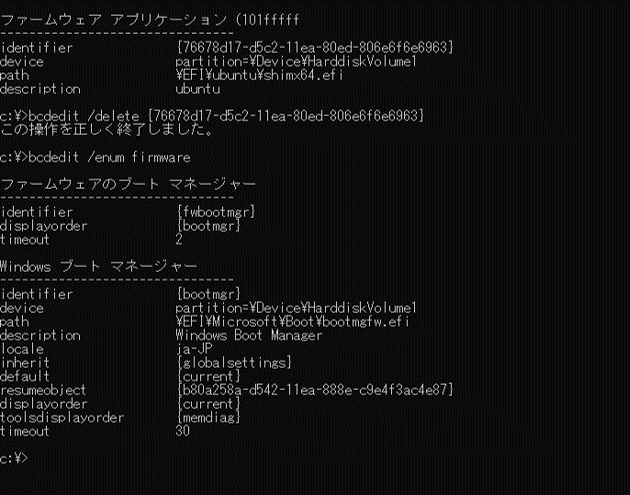 ファームウェア アプリケーション (101fffff
--------------------------------
identifier              {76678d17-d5c2-11ea-80ed-806e6f6e6963}
device                  partition=\Device\HarddiskVolume1
path                    \EFI\ubuntu\shimx64.efi
description             ubuntu
c:\>bcdedit /delete {76678d17-d5c2-11ea-80ed-806e6f6e6963}
この操作を正しく終了しました。
c:\>bcdedit /enum firmware
ファームウェアのブート マネージャー
--------------------------------
identifier              {fwbootmgr}
displayorder            {bootmgr}
timeout                 2
Windows ブート マネージャー
--------------------------------
identifier              {bootmgr}
device                  partition=\Device\HarddiskVolume1
path                    \EFI\Microsoft\Boot\bootmgfw.efi
description             Windows Boot Manager
locale                  ja-JP
inherit                 {globalsettings}
default                 {current}
resumeobject            {b80a258a-d542-11ea-888e-c9e4f3ac4e87}
displayorder            {current}
toolsdisplayorder       {memdiag}
timeout                 30
c:\>